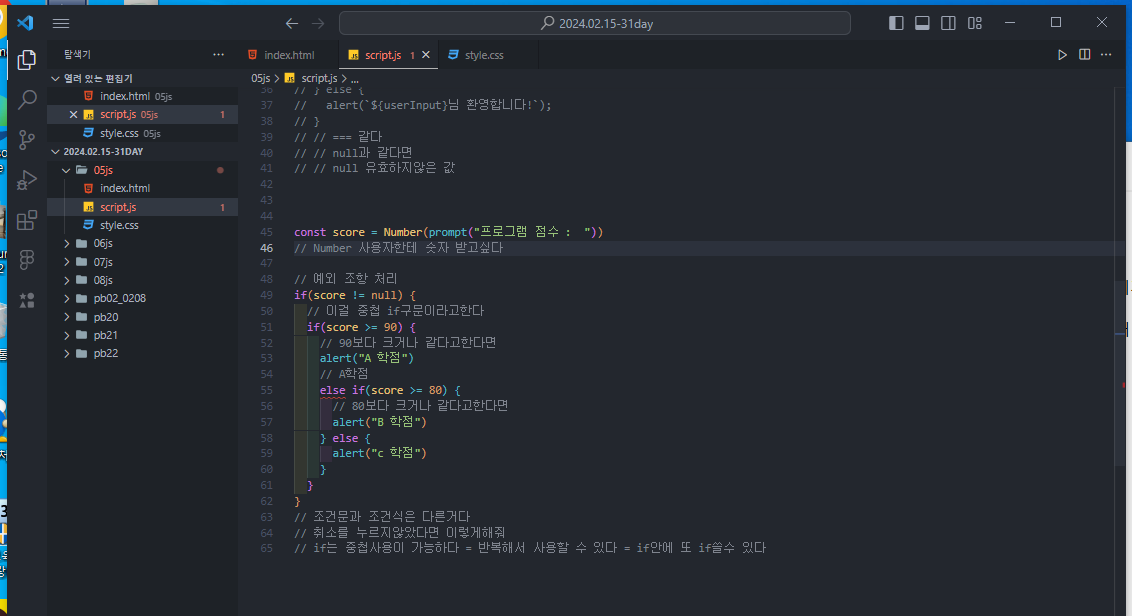 2024.02.15-31day
탐색기
index.html
script.js 1
style.css
열려 있는 편집기
05js > script.js > ...
index.html 05js
script.js 05js 1
style.css 05js
2024.02.15-31DAY
05js
index.html
script.js 1
style.css
06js
07js
08js
pb02_0208
pb20
pb21
pb22
36 // } else {
37 //   alert(`${userInput}님 환영합니다!`);
38 // }
39 // // === 같다
40 // // null과 같다면
41 // // null 유효하지않은 값
42
43
44
45 const score = Number(prompt("프로그램 점수 :  "))
46 // Number 사용자한테 숫자 받고싶다
47
48 // 예외 조항 처리
49 if(score != null) {
50   // 이걸 중첩 if구문이라고한다
51   if(score >= 90) {
52     // 90보다 크거나 같다고한다면
53     alert("A 학점")
54     // A학점
55     else if(score >= 80) {
56       // 80보다 크거나 같다고한다면
57       alert("B 학점")
58     } else {
59       alert("c 학점")
60     }
61   }
62 }
63 // 조건문과 조건식은 다른거다
64 // 취소를 누르지않았다면 이렇게해줘
65 // if는 중첩사용이 가능하다 = 반복해서 사용할 수 있다 = if안에 또 if쓸수 있다